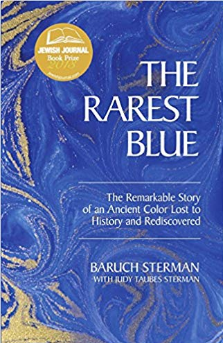 JEWISH JOURNAL
Book Prize
2013
THE
RAREST
BLUE
The Remarkable Story
of an Ancient Color Lost to
History and Rediscovered
BARUCH STERMAN
WITH JUDY TAUBES STERMAN